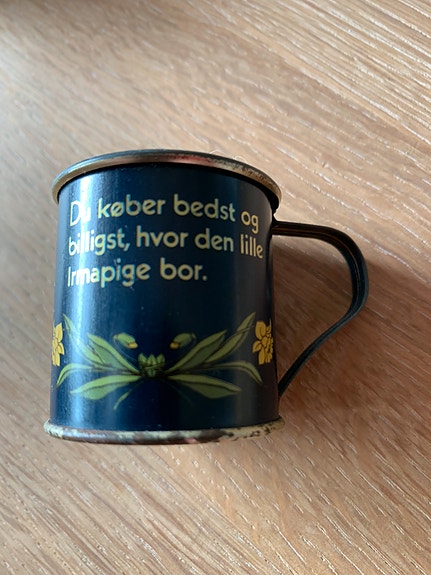 Du køber bedst og
billigst, hvor den lille
Irmapige bor.